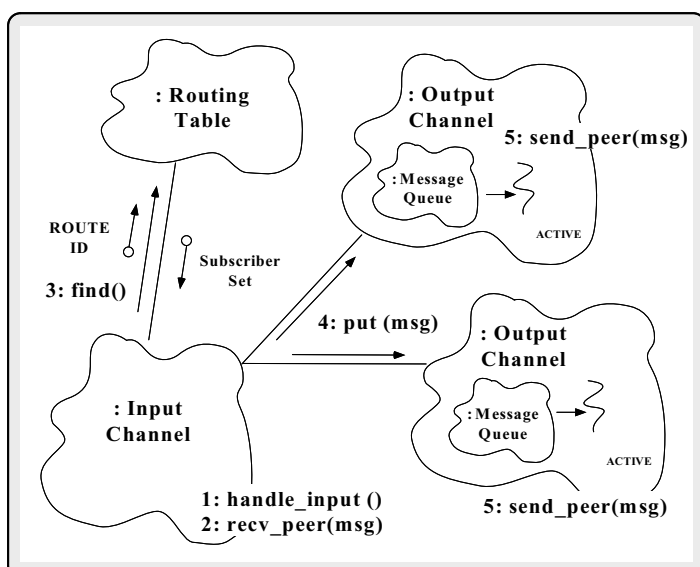 : Routing
Table
: Output
Channel
5: send_peer(msg)
: Message
Queue
ACTIVE
ROUTE
ID
Subscriber
Set
3: find()
4: put (msg)
: Output
Channel
: Message
Queue
ACTIVE
5: send_peer(msg)
: Input
Channel
1: handle_input ()
2: recv_peer(msg)